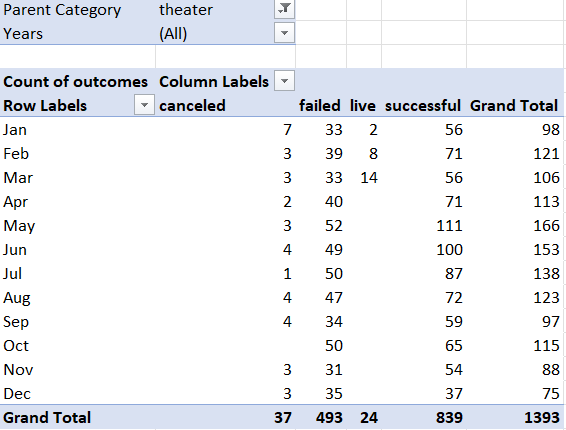 Parent Category theater
Years (All)
Count of outcomes Column Labels
Row Labels canceled failed live successful Grand Total
Jan 7 33 2 56 98
Feb 3 39 8 71 121
Mar 3 33 14 56 106
Apr 2 40 71 113
May 3 52 111 166
Jun 4 49 100 153
Jul 1 50 87 138
Aug 4 47 72 123
Sep 4 34 59 97
Oct 50 65 115
Nov 3 31 54 88
Dec 3 35 37 75
Grand Total 37 493 24 839 1393